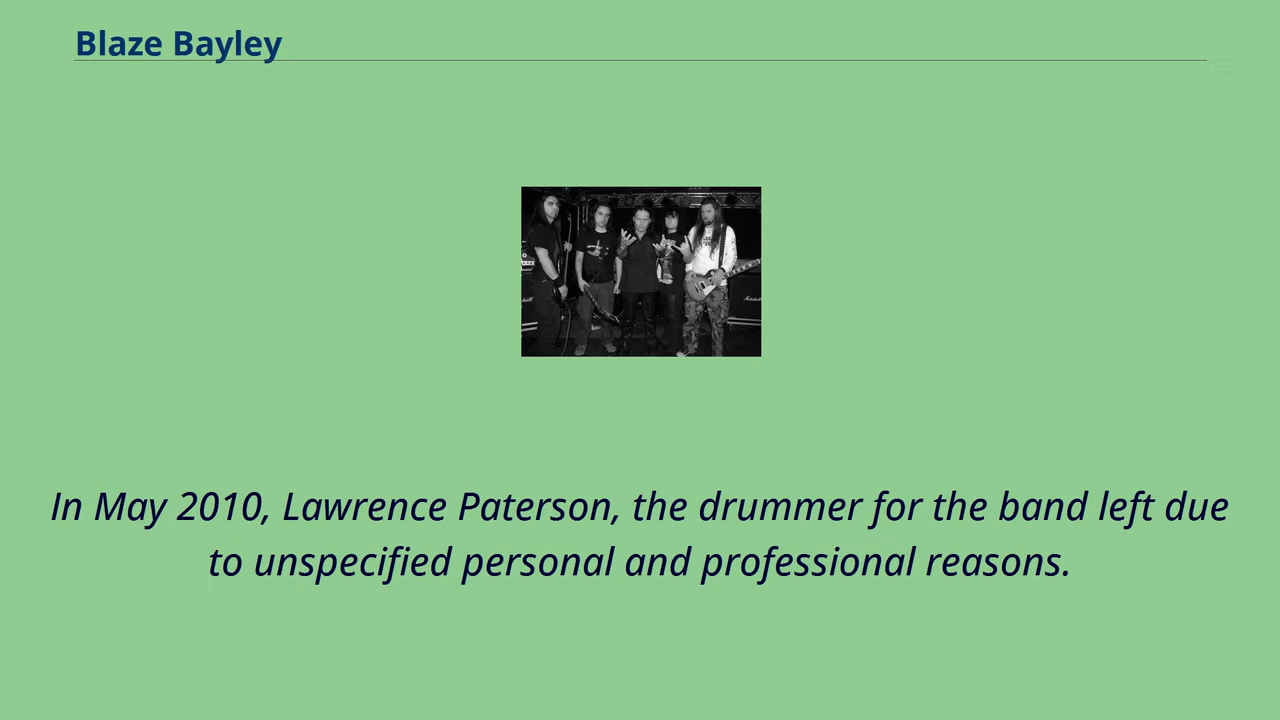 Blaze Bayley
In May 2010, Lawrence Paterson, the drummer for the band left due
to unspecified personal and professional reasons.